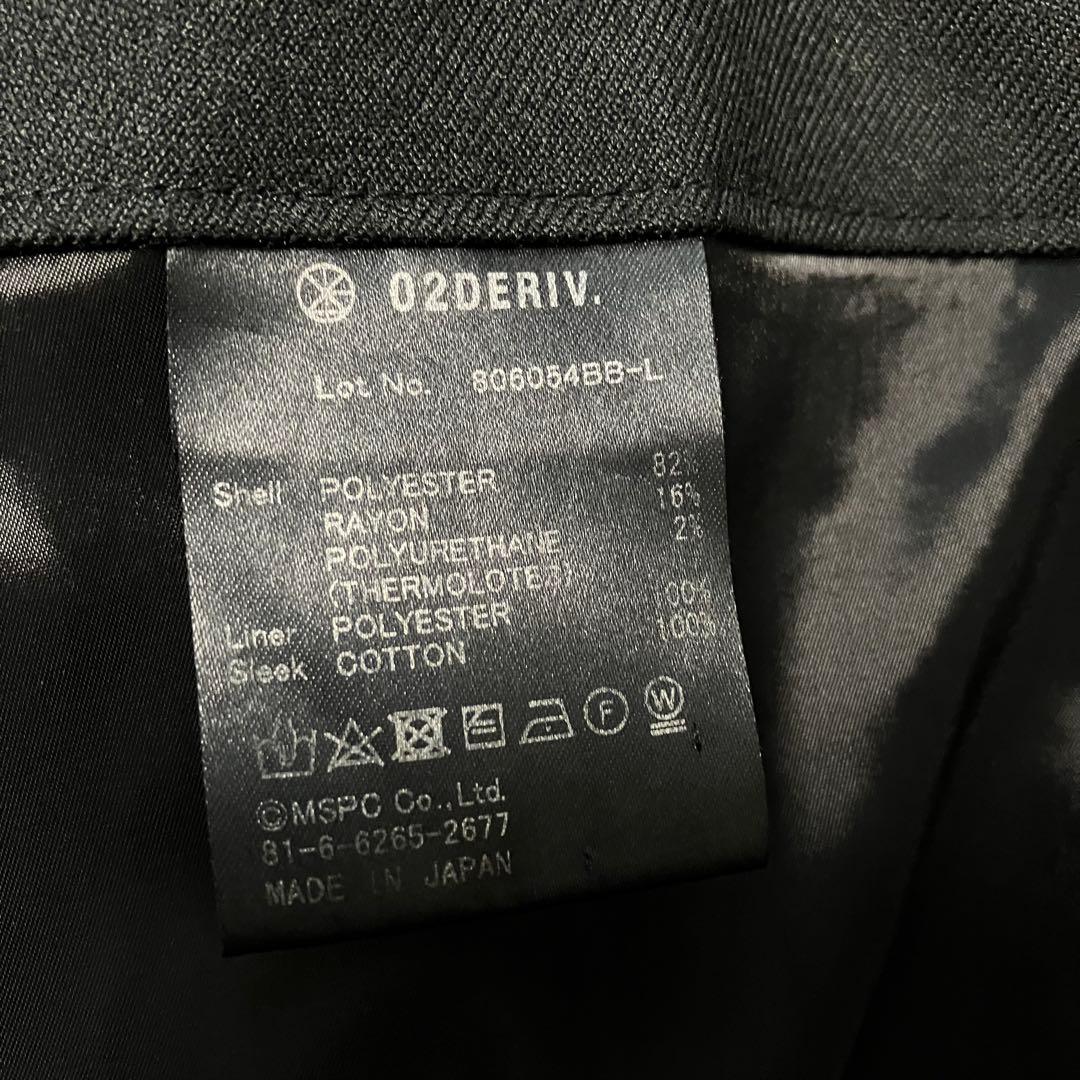 02DERIV.
Lot No. 806054BB-L
Shell POLYESTER 82%
RAYON 16%
POLYURETHANE 2%
(THERMOLOTE)
Liner POLYESTER 100%
Sleek COTTON 100%
F W
©MSPC Co.,Ltd.
81-6-6265-2677
MADE IN JAPAN